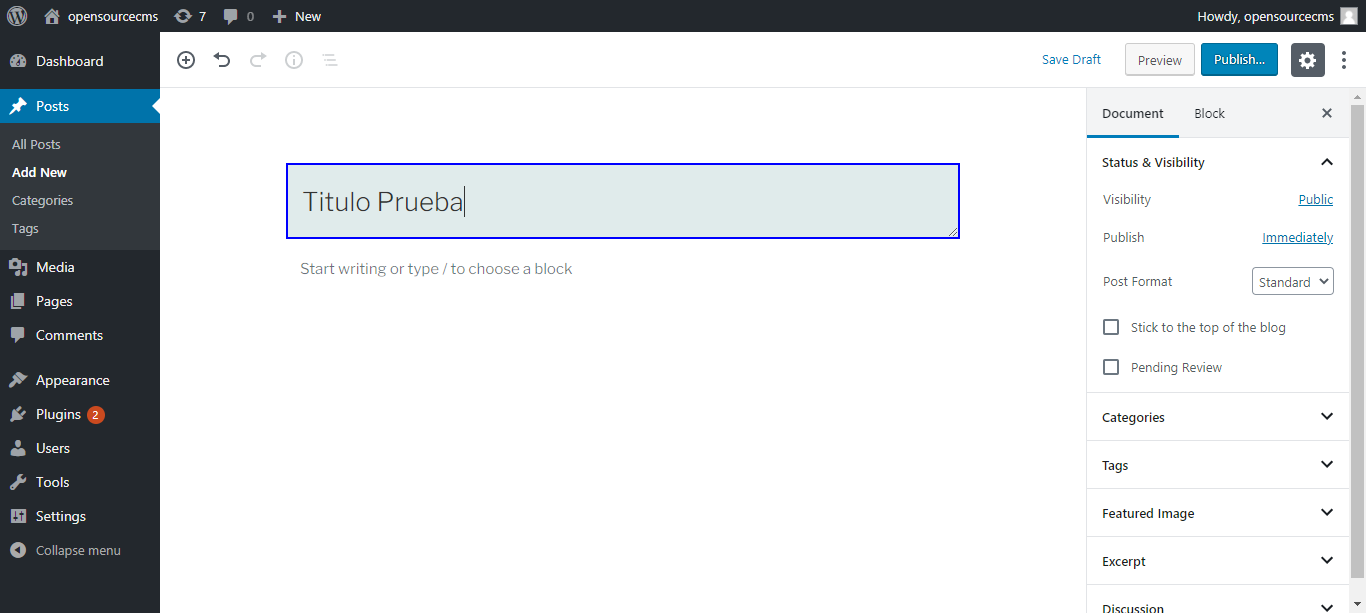 opensourcecms 7 0 New Howdy, opensourcecms
Dashboard
Posts
All Posts
Add New
Categories
Tags
Media
Pages
Comments
Appearance
Plugins 2
Users
Tools
Settings
Collapse menu
Save Draft Preview Publish...
Titulo Prueba
Start writing or type / to choose a block
Document Block
Status & Visibility
Visibility Public
Publish Immediately
Post Format Standard
Stick to the top of the blog
Pending Review
Categories
Tags
Featured Image
Excerpt
Discussion